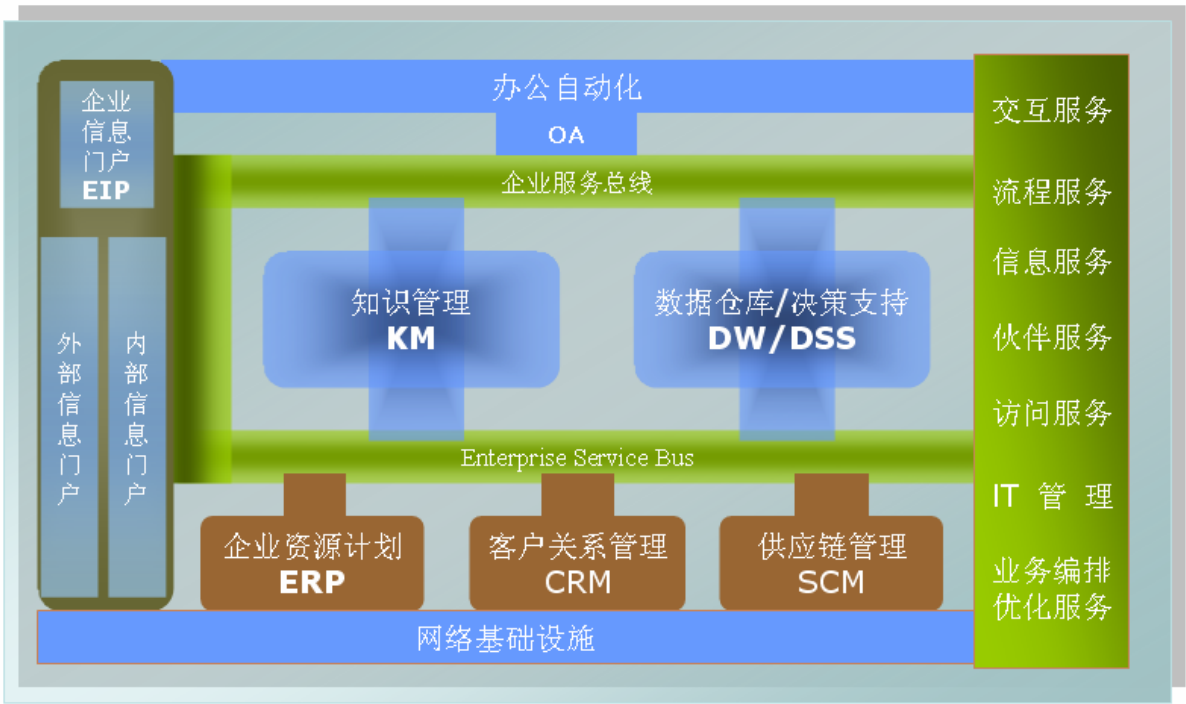 办公自动化
OA
企业
信息
门户
EIP
外部信息门户
内部信息门户
企业服务总线
知识管理
KM
数据仓库/决策支持
DW/DSS
Enterprise Service Bus
企业资源计划
ERP
客户关系管理
CRM
供应链管理
SCM
网络基础设施
交互服务
流程服务
信息服务
伙伴服务
访问服务
IT 管 理
业务编排
优化服务